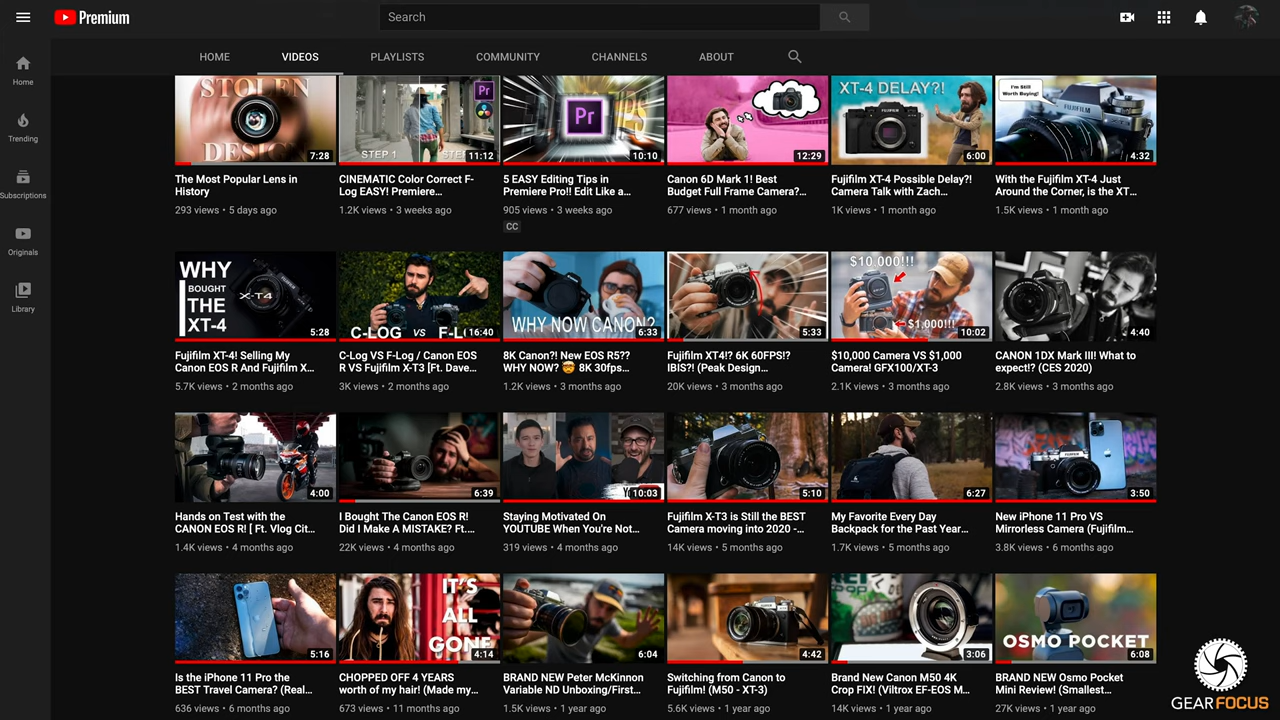 Premium
Search
HOME
VIDEOS
PLAYLISTS
COMMUNITY
CHANNELS
ABOUT
Home
Trending
Subscriptions
Originals
Library
STOLEN
DESIGN
7:28
The Most Popular Lens in
History
293 views • 5 days ago
Pr
STEP 1
11:12
CINEMATIC Color Correct F-
Log EASY! Premiere...
1.2K views • 3 weeks ago
Pr
10:10
5 EASY Editing Tips in
Premiere Pro!! Edit Like a...
905 views • 3 weeks ago
CC
12:29
Canon 6D Mark 1! Best
Budget Full Frame Camera?...
677 views • 1 month ago
XT-4 DELAY?!
6:00
Fujifilm XT-4 Possible Delay?!
Camera Talk with Zach...
1K views • 1 month ago
I'm Still
Worth Buying!
FUJIFILM
4:32
With the Fujifilm XT-4 Just
Around the Corner, is the XT...
1.5K views • 1 month ago
WHY
I BOUGHT
THE
XT-4
X-T4
5:28
Fujifilm XT-4! Selling My
Canon EOS R And Fujifilm X...
5.7K views • 2 months ago
C-LOG VS F-L
16:40
C-Log VS F-Log / Canon EOS
R VS Fujifilm X-T3 [Ft. Dave...
3K views • 2 months ago
WHY NOW CANON?
6:33
8K Canon?! New EOS R5??
WHY NOW? 🤯 8K 30fps...
1.2K views • 3 months ago
5:33
Fujifilm XT4!? 6K 60FPS!?
IBIS?! (Peak Design...
20K views • 3 months ago
$10,000!!!
$1,000!!!
10:02
$10,000 Camera VS $1,000
Camera! GFX100/XT-3
2.1K views • 3 months ago
4:40
CANON 1DX Mark III! What to
expect!? (CES 2020)
2.8K views • 3 months ago
4:00
Hands on Test with the
CANON EOS R! [ Ft. Vlog Cit...
1.4K views • 4 months ago
6:39
I Bought The Canon EOS R!
Did I Make A MISTAKE? Ft....
22K views • 4 months ago
10:03
Staying Motivated On
YOUTUBE When You're Not...
319 views • 4 months ago
5:10
Fujifilm X-T3 is Still the BEST
Camera moving into 2020 -...
14K views • 5 months ago
6:27
My Favorite Every Day
Backpack for the Past Year...
1.7K views • 5 months ago
3:50
New iPhone 11 Pro VS
Mirrorless Camera (Fujifilm...
3.8K views • 6 months ago
5:16
Is the iPhone 11 Pro the
BEST Travel Camera? (Real...
636 views • 6 months ago
IT'S
ALL
GONE
4:14
CHOPPED OFF 4 YEARS
worth of my hair! (Made my...
673 views • 11 months ago
6:04
BRAND NEW Peter McKinnon
Variable ND Unboxing/First...
1.5K views • 1 year ago
4:42
Switching from Canon to
Fujifilm! (M50 - XT-3)
5.6K views • 1 year ago
3:06
Brand New Canon M50 4K
Crop FIX! (Viltrox EF-EOS M...
14K views • 1 year ago
OSMO POCKET
6:08
BRAND NEW Osmo Pocket
Mini Review! (Smallest...
27K views • 1 year ago
GEARFOCUS